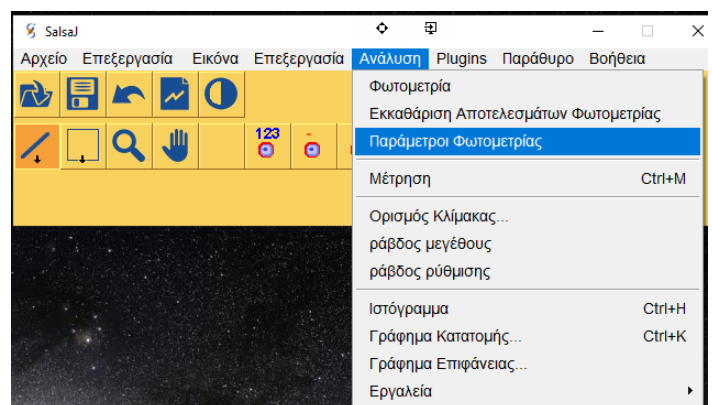 SalsaJ
Αρχείο Επεξεργασία Εικόνα Επεξεργασία Ανάλυση Plugins Παράθυρο Βοήθεια
123
Φωτομετρία
Εκκαθάριση Αποτελεσμάτων Φωτομετρίας
Παράμετροι Φωτομετρίας
Μέτρηση Ctrl+M
Ορισμός Κλίμακας...
ράβδος μεγέθους
ράβδος ρύθμισης
Ιστόγραμμα Ctrl+H
Γράφημα Κατατομής... Ctrl+K
Γράφημα Επιφάνειας...
Εργαλεία